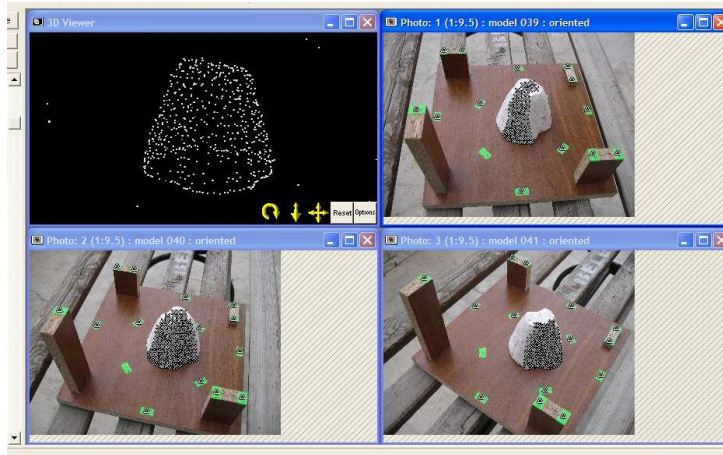 3D Viewer
Photo: 1 (1:9.5) : model 039 : oriented
Reset
Options
Photo: 2 (1:9.5) : model 040 : oriented
Photo: 3 (1:9.5) : model 041 : oriented